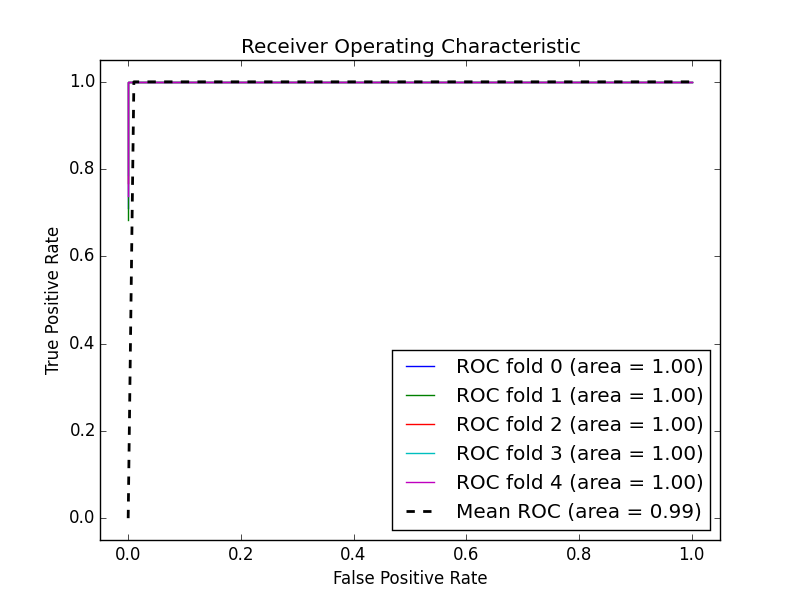 Receiver Operating Characteristic
True Positive Rate
1.0
0.8
0.6
0.4
0.2
0.0
ROC fold 0 (area = 1.00)
ROC fold 1 (area = 1.00)
ROC fold 2 (area = 1.00)
ROC fold 3 (area = 1.00)
ROC fold 4 (area = 1.00)
Mean ROC (area = 0.99)
0.0 0.2 0.4 0.6 0.8 1.0
False Positive Rate